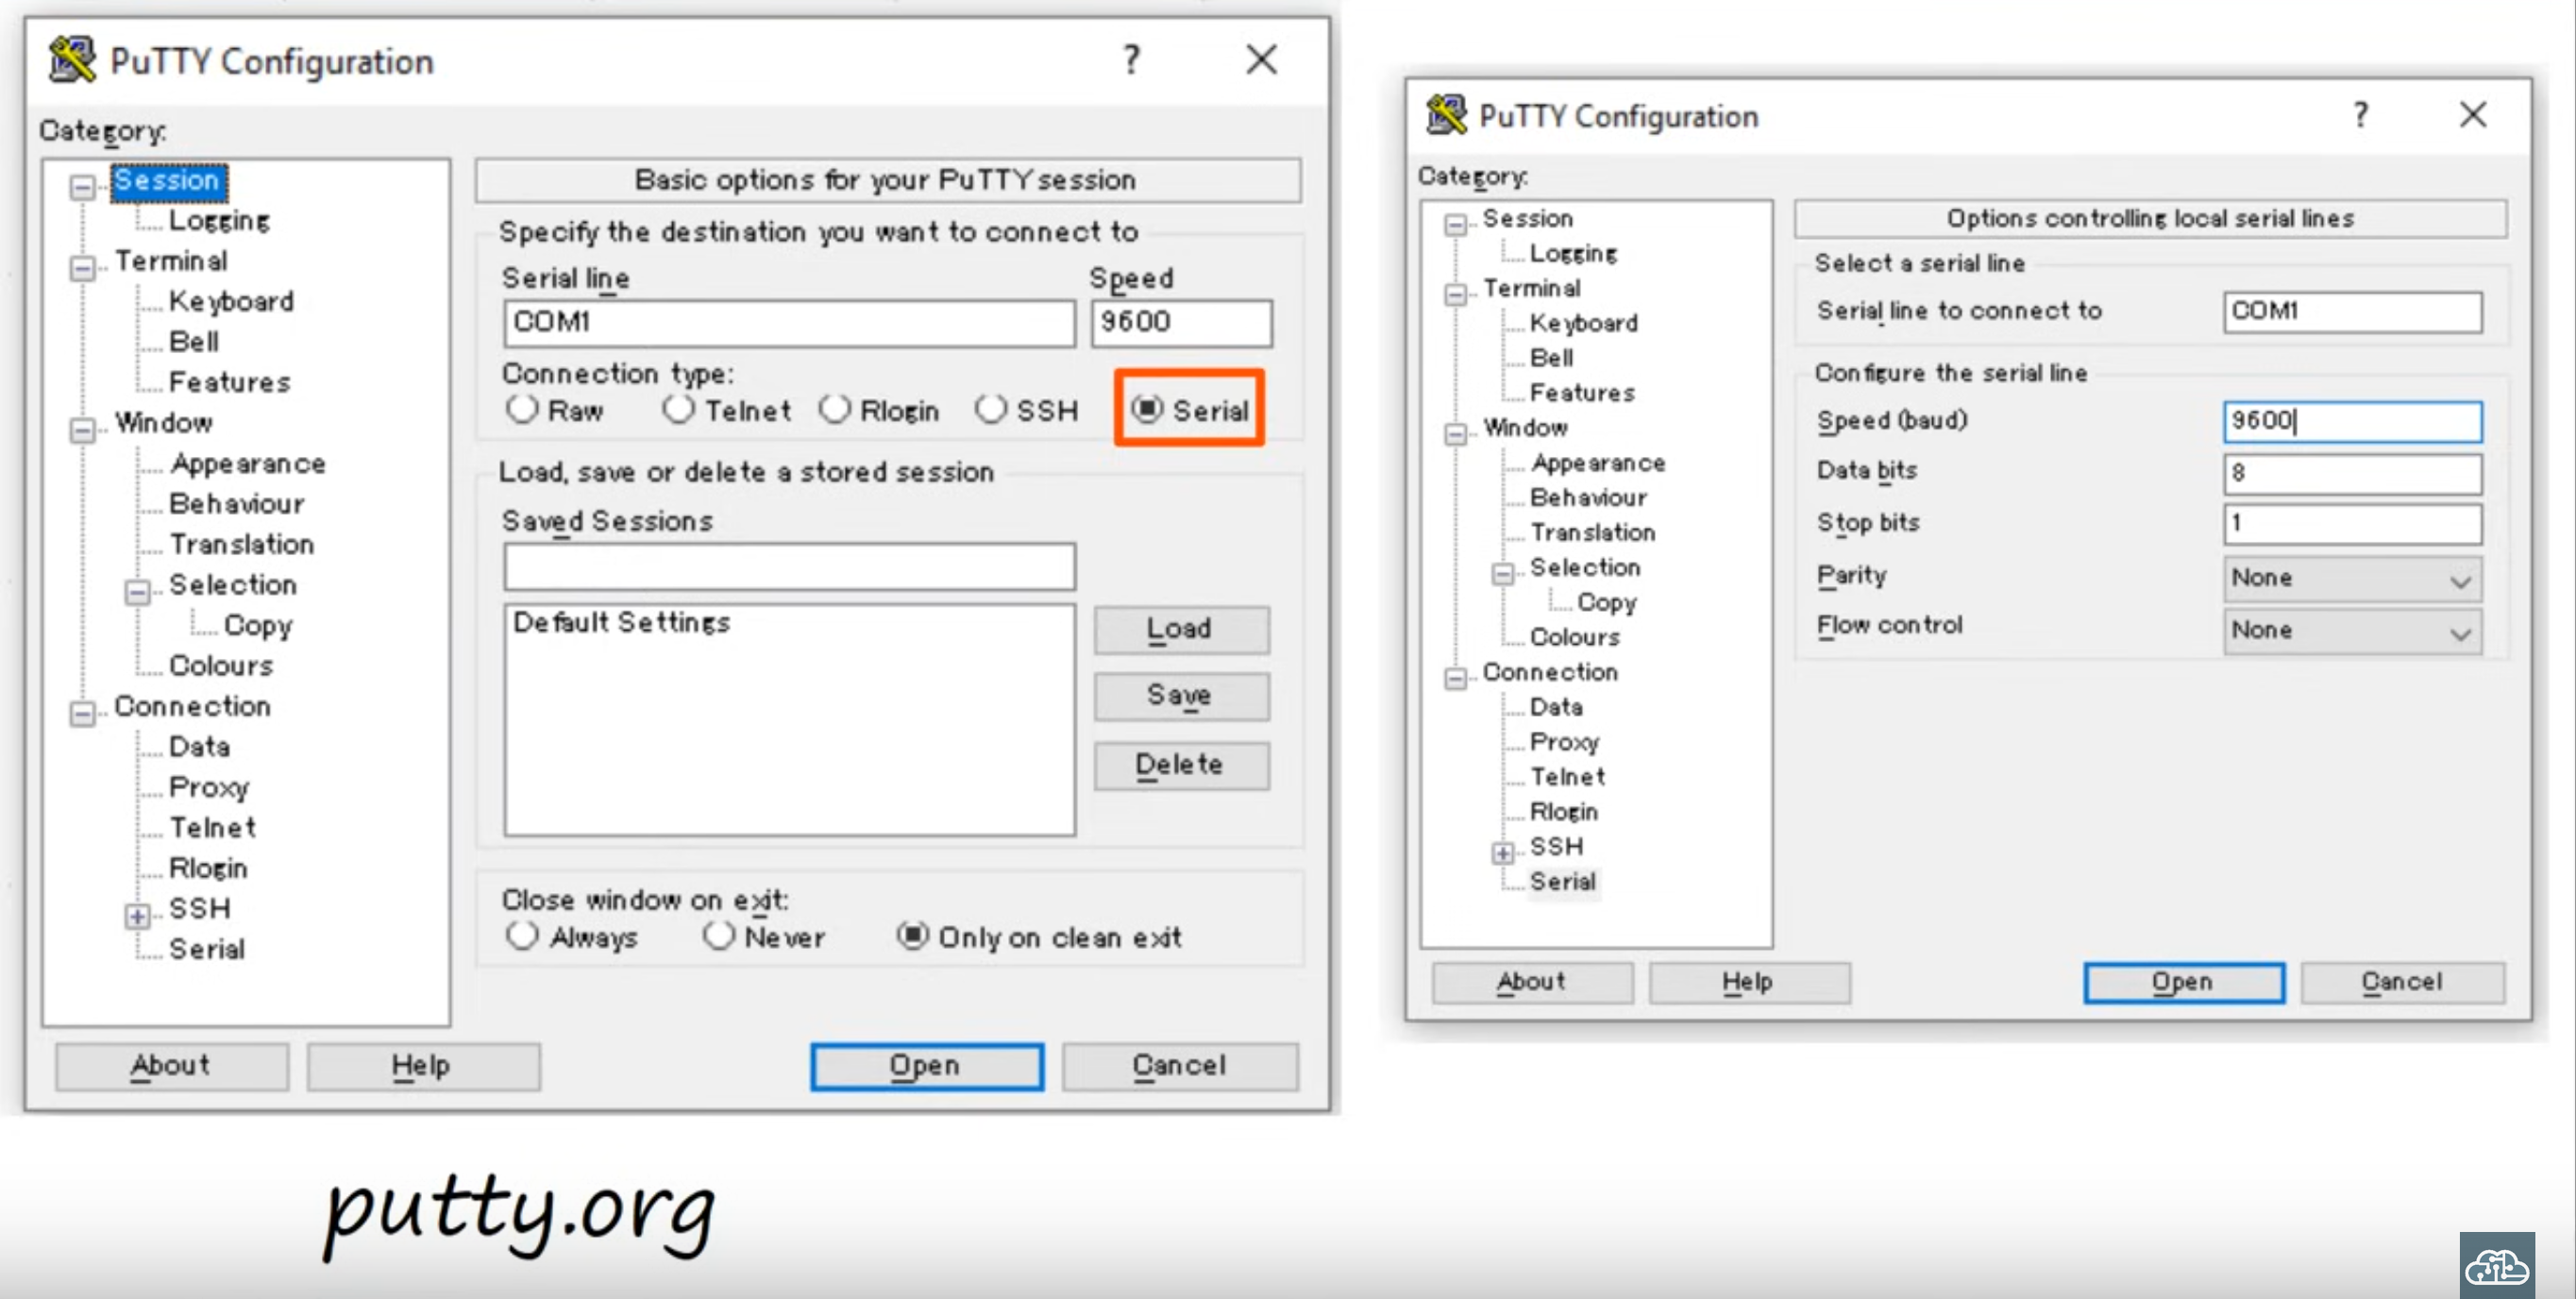 PuTTY Configuration
?
Category:
Session
Logging
Terminal
Keyboard
Bell
Features
Window
Appearance
Behaviour
Translation
Selection
Copy
Colours
Connection
Data
Proxy
Telnet
Rlogin
SSH
Serial
Basic options for your PuTTY session
Specify the destination you want to connect to
Serial line Speed
COM1 9600
Connection type:
Raw Telnet Rlogin SSH Serial
Load, save or delete a stored session
Saved Sessions
Default Settings
Load
Save
Delete
Close window on exit:
Always Never Only on clean exit
About Help Open Cancel
PuTTY Configuration
?
Category:
Session
Logging
Terminal
Keyboard
Bell
Features
Window
Appearance
Behaviour
Translation
Selection
Copy
Colours
Connection
Data
Proxy
Telnet
Rlogin
SSH
Serial
Options controlling local serial lines
Select a serial line
Serial line to connect to COM1
Configure the serial line
Speed (baud) 9600
Data bits 8
Stop bits 1
Parity None
Flow control None
About Help Open Cancel
putty.org